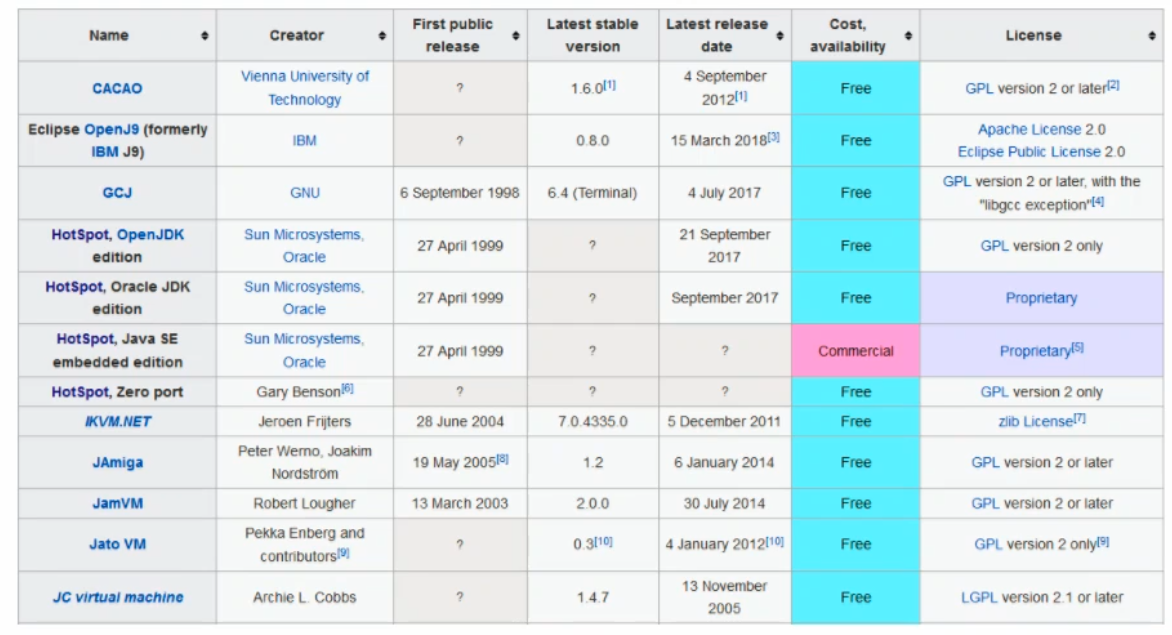 Name Creator First public release Latest stable version Latest release date Cost, availability License
CACAO Vienna University of Technology ? 1.6.0[1] 4 September 2012[1] Free GPL version 2 or later[2]
Eclipse OpenJ9 (formerly IBM J9) IBM ? 0.8.0 15 March 2018[3] Free Apache License 2.0 Eclipse Public License 2.0
GCJ GNU 6 September 1998 6.4 (Terminal) 4 July 2017 Free GPL version 2 or later, with the "libgcc exception"[4]
HotSpot, OpenJDK edition Sun Microsystems, Oracle 27 April 1999 ? 21 September 2017 Free GPL version 2 only
HotSpot, Oracle JDK edition Sun Microsystems, Oracle 27 April 1999 ? September 2017 Free Proprietary
HotSpot, Java SE embedded edition Sun Microsystems, Oracle 27 April 1999 ? ? Commercial Proprietary[5]
HotSpot, Zero port Gary Benson[6] ? ? ? Free GPL version 2 only
IKVM.NET Jeroen Frijters 28 June 2004 7.0.4335.0 5 December 2011 Free zlib License[7]
JAmiga Peter Werno, Joakim Nordström 19 May 2005[8] 1.2 6 January 2014 Free GPL version 2 or later
JamVM Robert Lougher 13 March 2003 2.0.0 30 July 2014 Free GPL version 2 or later
Jato VM Pekka Enberg and contributors[9] ? 0.3[10] 4 January 2012[10] Free GPL version 2 only[9]
JC virtual machine Archie L. Cobbs ? 1.4.7 13 November 2005 Free LGPL version 2.1 or later